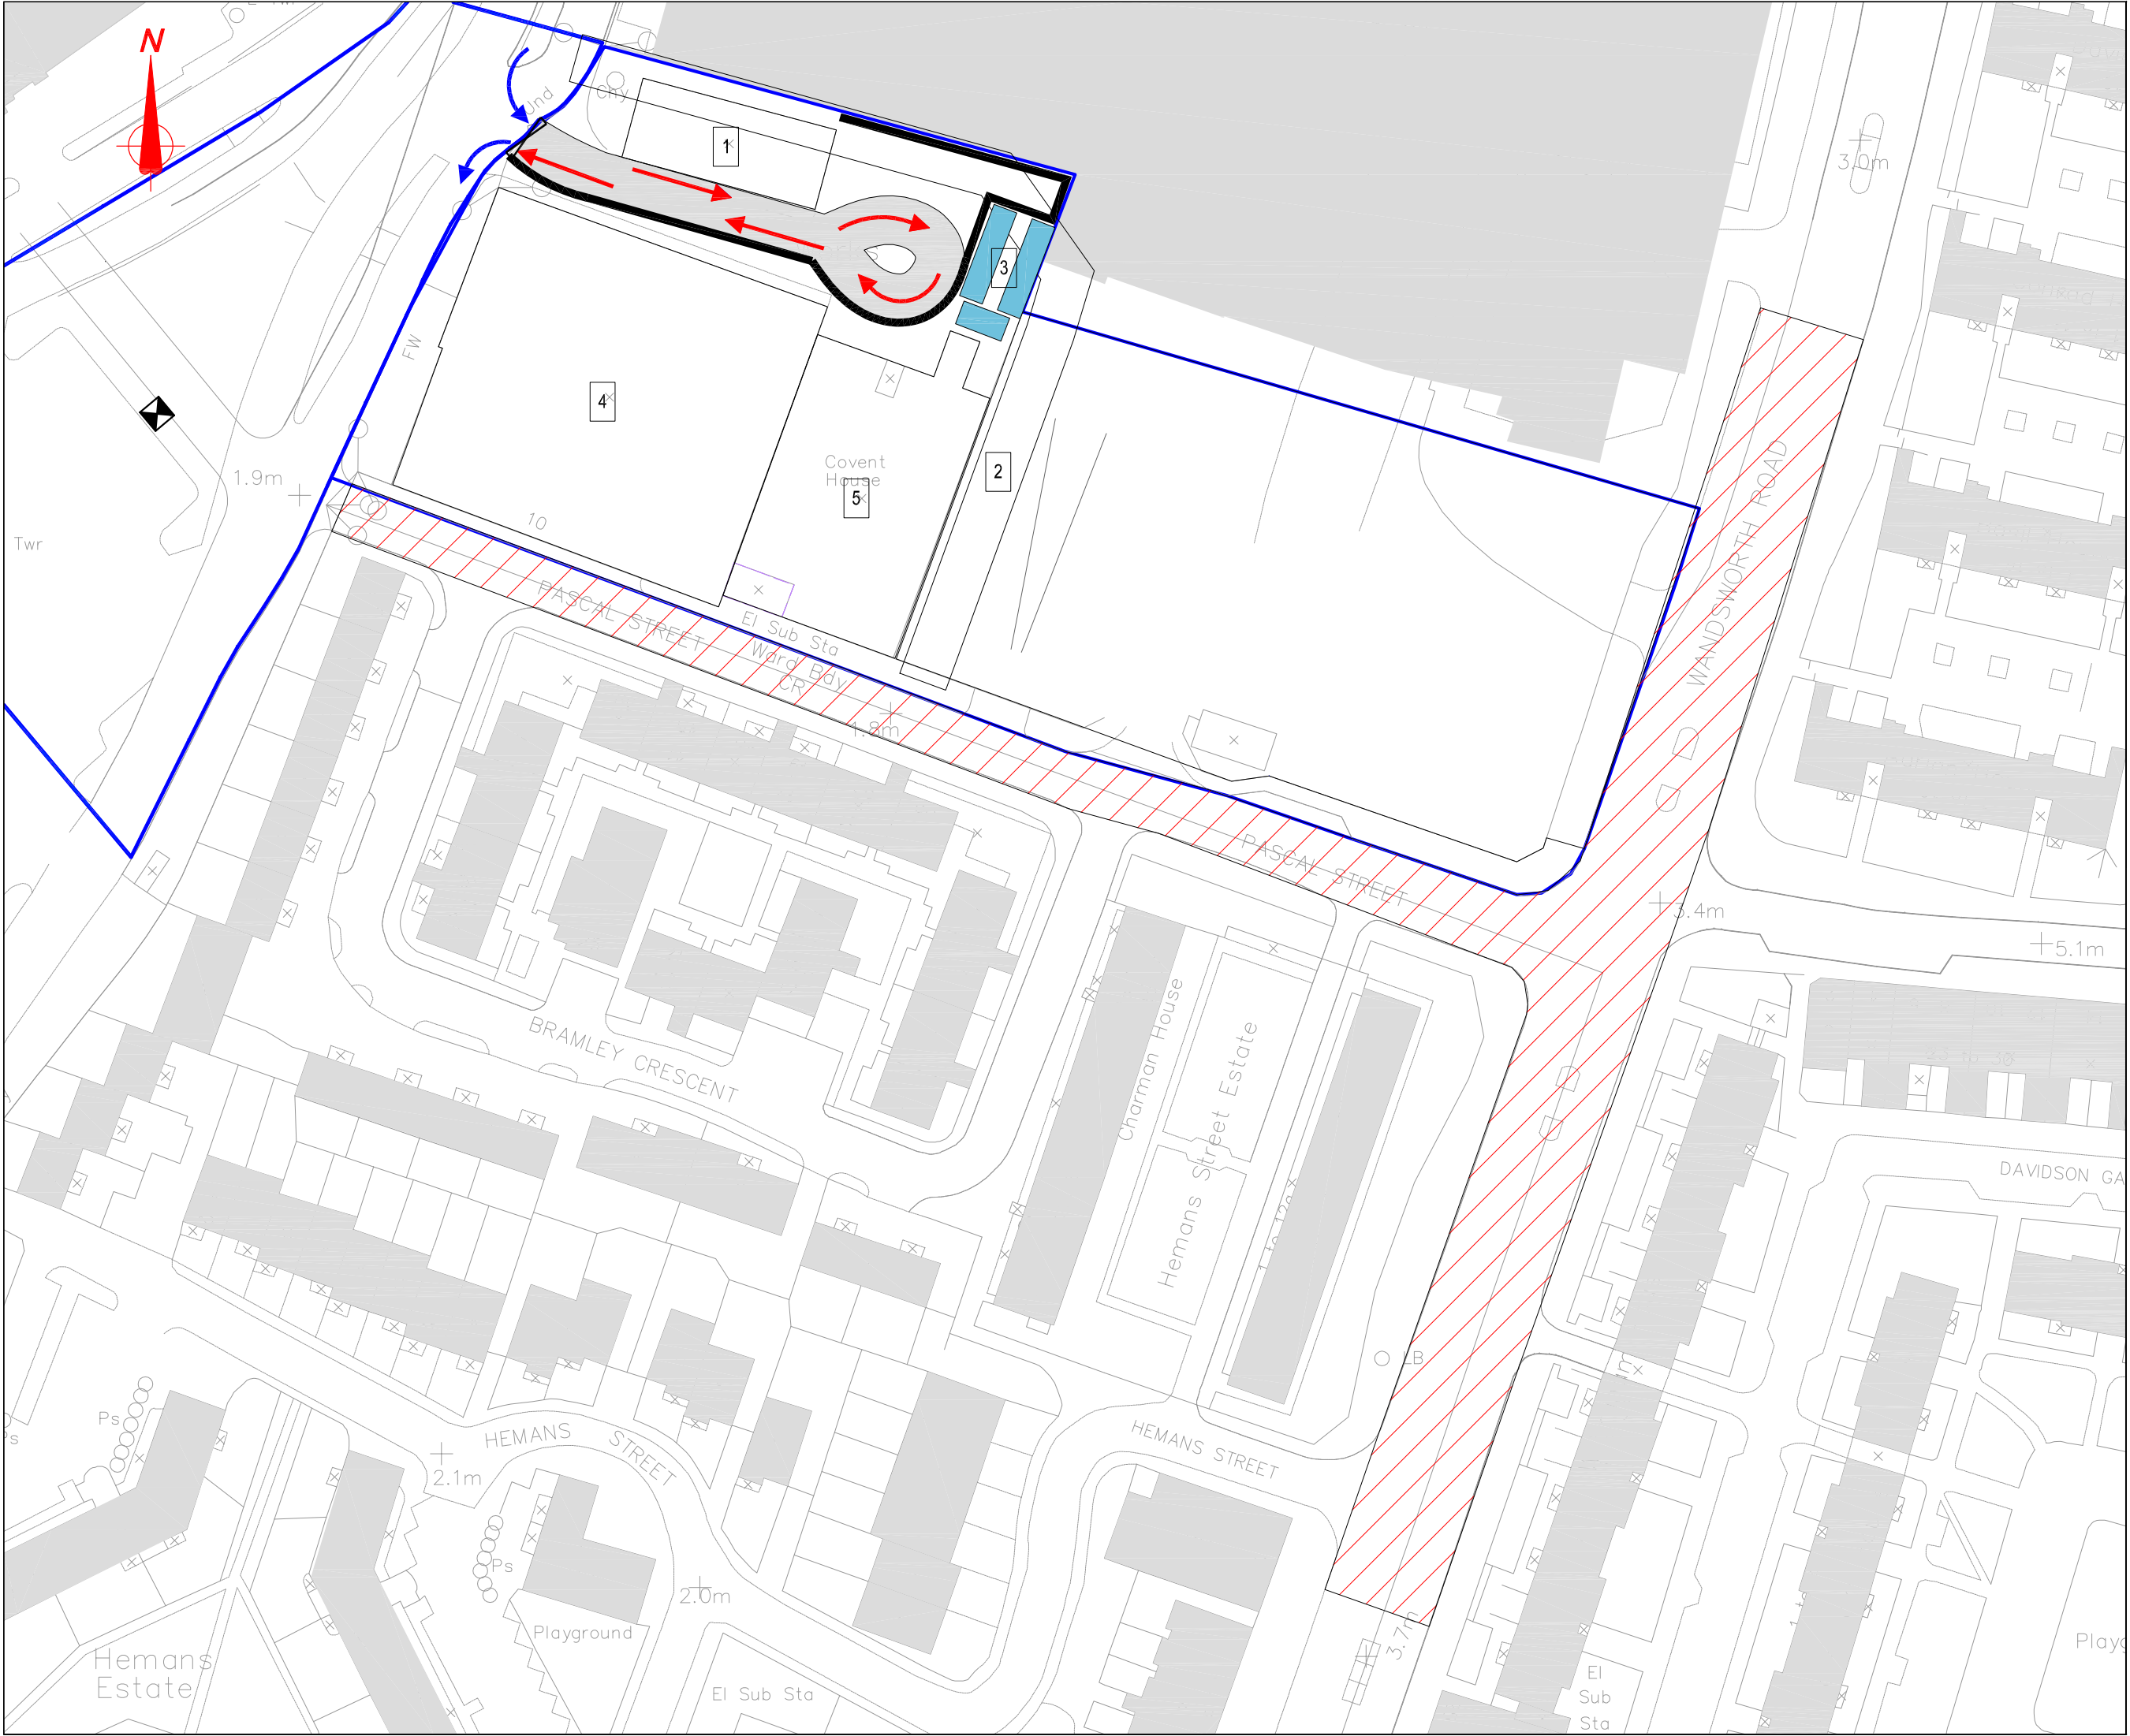 N
Und
Chy
1
3
3.0m
FW
4
Covent
House
5
2
1.9m
Twr
10
WANDSWORTH ROAD
PASCAL STREET
El Sub Sta
Ward Bdy
CR
1.8m
PASCAL STREET
3.4m
5.1m
BRAMLEY CRESCENT
Charman House
Hemans Street Estate
DAVIDSON GA
LB
Ps
HEMANS STREET
HEMANS STREET
2.1m
Ps
2.0m
Playground
3.7m
Hemans
Estate
El Sub Sta
El
Sub
Sta